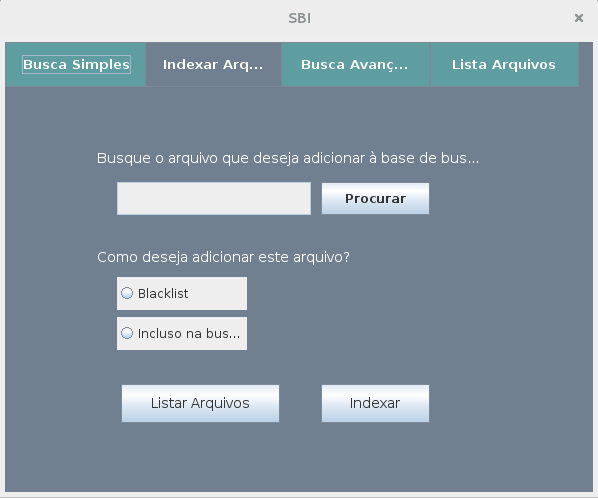 SBI
Busca Simples
Indexar Arq...
Busca Avanç...
Lista Arquivos
Busque o arquivo que deseja adicionar à base de bus...
Procurar
Como deseja adicionar este arquivo?
Blacklist
Incluso na bus...
Listar Arquivos
Indexar